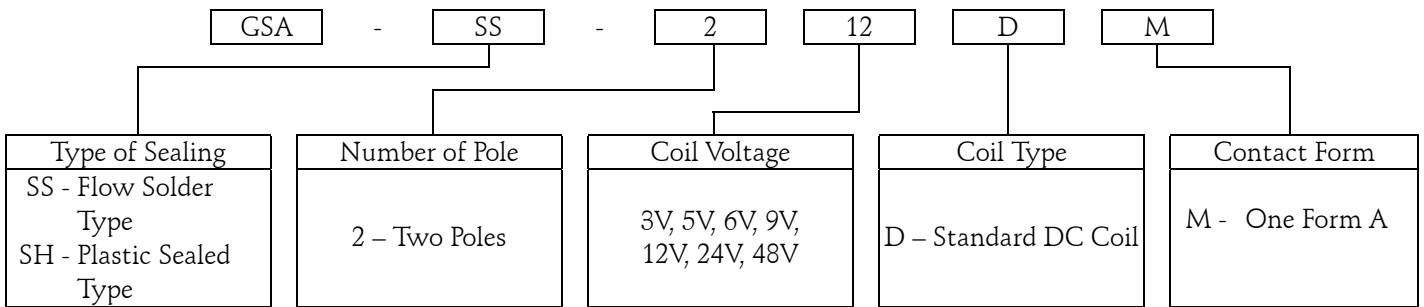 GSA - SS - 2 12 D M
Type of Sealing
SS - Flow Solder
Type
SH - Plastic Sealed
Type
Number of Pole
2 – Two Poles
Coil Voltage
3V, 5V, 6V, 9V,
12V, 24V, 48V
Coil Type
D – Standard DC Coil
Contact Form
M - One Form A